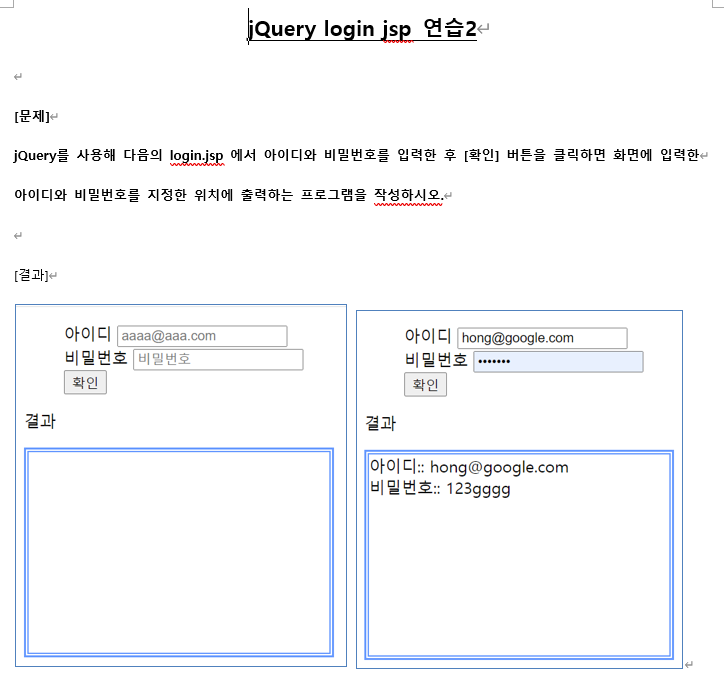 jQuery login jsp 연습2
[문제]
jQuery를 사용해 다음의 login.jsp 에서 아이디와 비밀번호를 입력한 후 [확인] 버튼을 클릭하면 화면에 입력한
아이디와 비밀번호를 지정한 위치에 출력하는 프로그램을 작성하시오.
[결과]
아이디 aaaa@aaa.com
비밀번호 비밀번호
확인
결과
아이디 hong@google.com
비밀번호 •••••••
확인
결과
아이디:: hong@google.com
비밀번호:: 123gggg